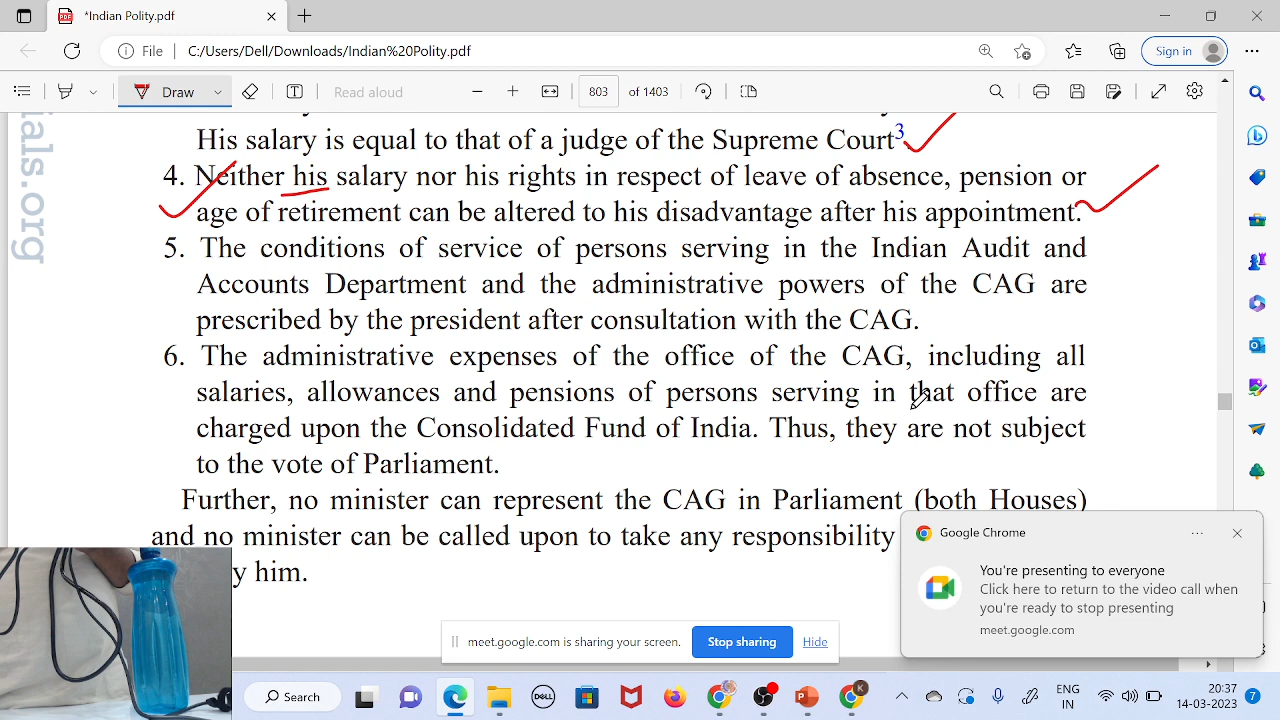 *Indian Polity.pdf
File
C:/Users/Dell/Downloads/Indian%20Polity.pdf
Sign in
Draw
Read aloud
803
of 1403
ials.org
His salary is equal to that of a judge of the Supreme Court3
4. Neither his salary nor his rights in respect of leave of absence, pension or
age of retirement can be altered to his disadvantage after his appointment.
5. The conditions of service of persons serving in the Indian Audit and
Accounts Department and the administrative powers of the CAG are
prescribed by the president after consultation with the CAG.
6. The administrative expenses of the office of the CAG, including all
salaries, allowances and pensions of persons serving in that office are
charged upon the Consolidated Fund of India. Thus, they are not subject
to the vote of Parliament.
Further, no minister can represent the CAG in Parliament (both Houses)
and no minister can be called upon to take any responsibility
y him.
Google Chrome
You're presenting to everyone
Click here to return to the video call when
you're ready to stop presenting
meet.google.com
meet.google.com is sharing your screen.
Stop sharing
Hide
Search
DELL
K
ENG
IN
20:37
14-03-2023
7